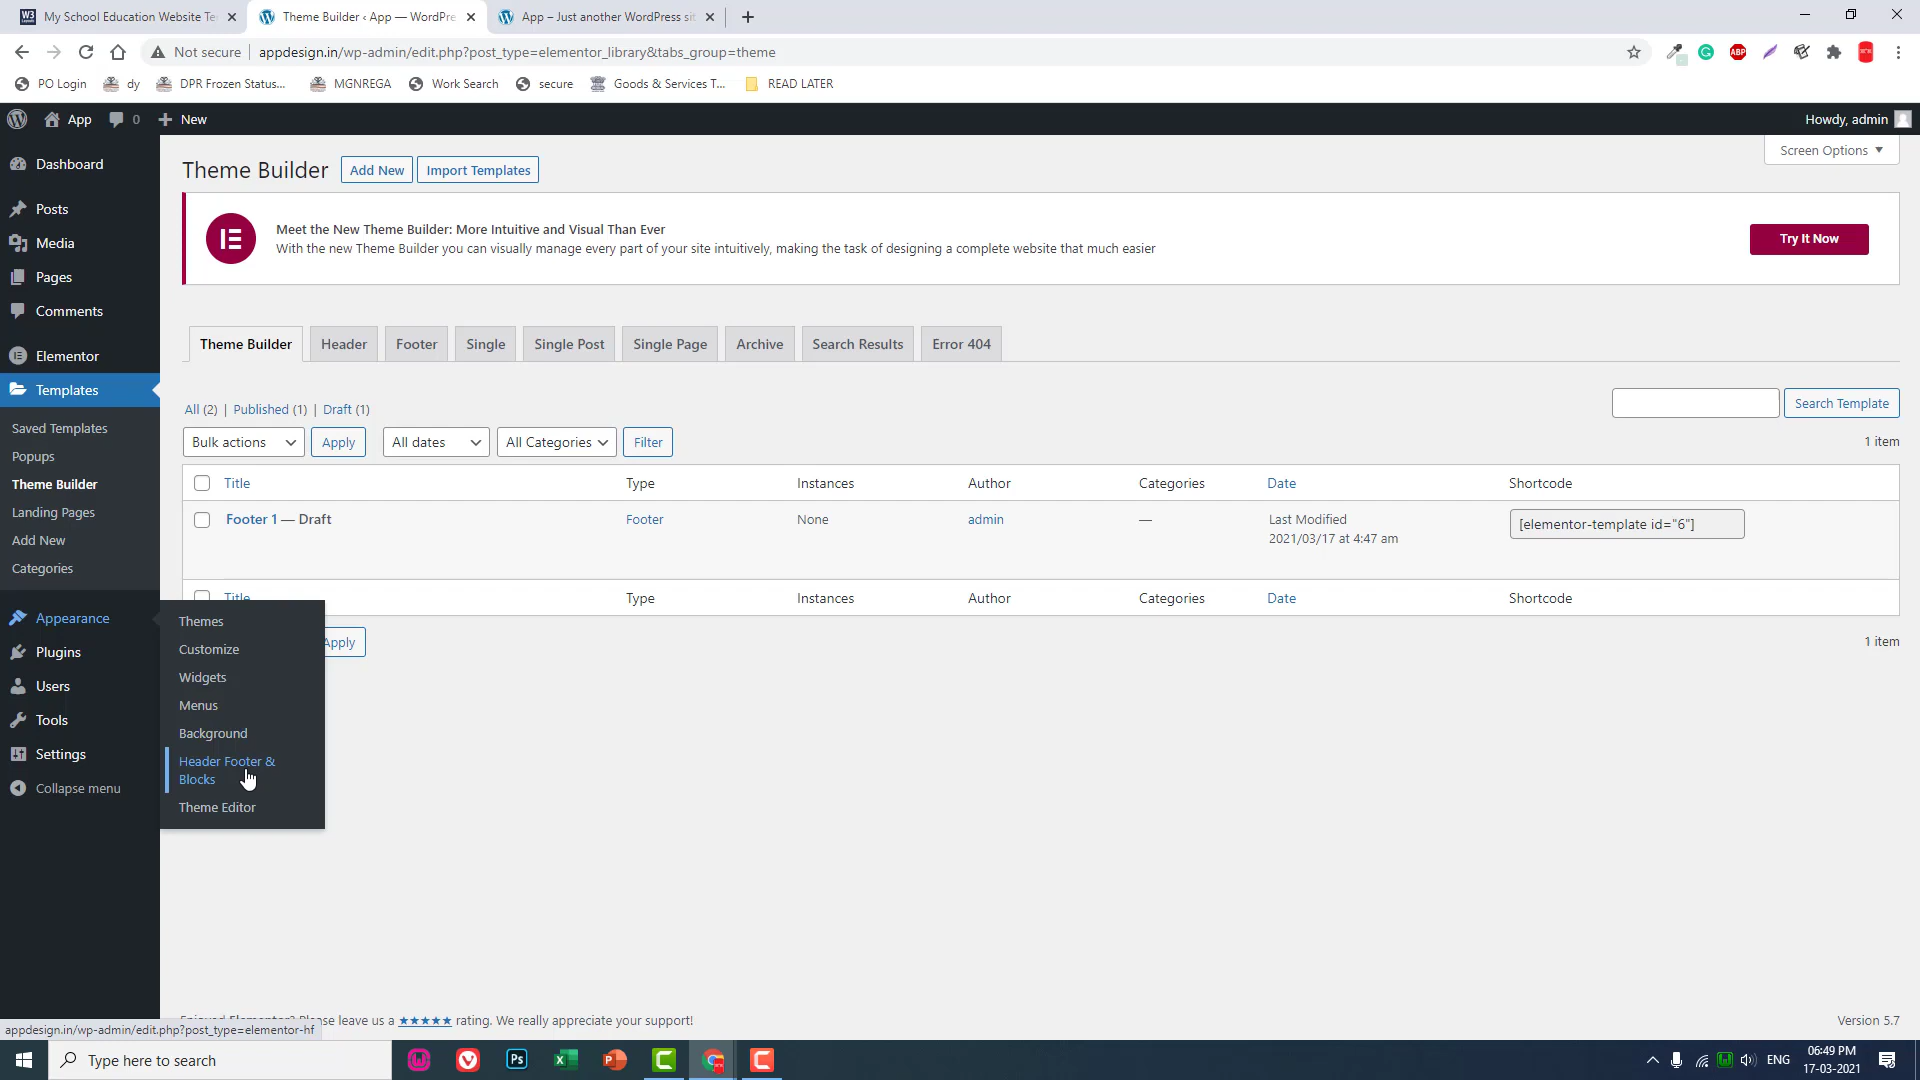 My School Education Website Te
Theme Builder ‹ App — WordPre
App – Just another WordPress sit
Not secure
appdesign.in/wp-admin/edit.php?post_type=elementor_library&tabs_group=theme
PO Login
dy
DPR Frozen Status...
MGNREGA
Work Search
secure
Goods & Services T...
READ LATER
App
0
New
Howdy, admin
Dashboard
Posts
Media
Pages
Comments
Elementor
Templates
Saved Templates
Popups
Theme Builder
Landing Pages
Add New
Categories
Appearance
Plugins
Users
Tools
Settings
Collapse menu
Themes
Customize
Widgets
Menus
Background
Header Footer &
Blocks
Theme Editor
Screen Options
Theme Builder
Add New
Import Templates
Meet the New Theme Builder: More Intuitive and Visual Than Ever
With the new Theme Builder you can visually manage every part of your site intuitively, making the task of designing a complete website that much easier
Try It Now
Theme Builder
Header
Footer
Single
Single Post
Single Page
Archive
Search Results
Error 404
All (2) | Published (1) | Draft (1)
Search Template
Bulk actions
Apply
All dates
All Categories
Filter
1 item
Title Type Instances Author Categories Date Shortcode
Footer 1 — Draft Footer None admin — Last Modified [elementor-template id="6"]
2021/03/17 at 4:47 am
Title Type Instances Author Categories Date Shortcode
Apply
1 item
Enjoyed Elementor? Please leave us a ★★★★★ rating. We really appreciate your support!
Version 5.7
appdesign.in/wp-admin/edit.php?post_type=elementor-hf
Type here to search
Ps
ENG
06:49 PM
17-03-2021